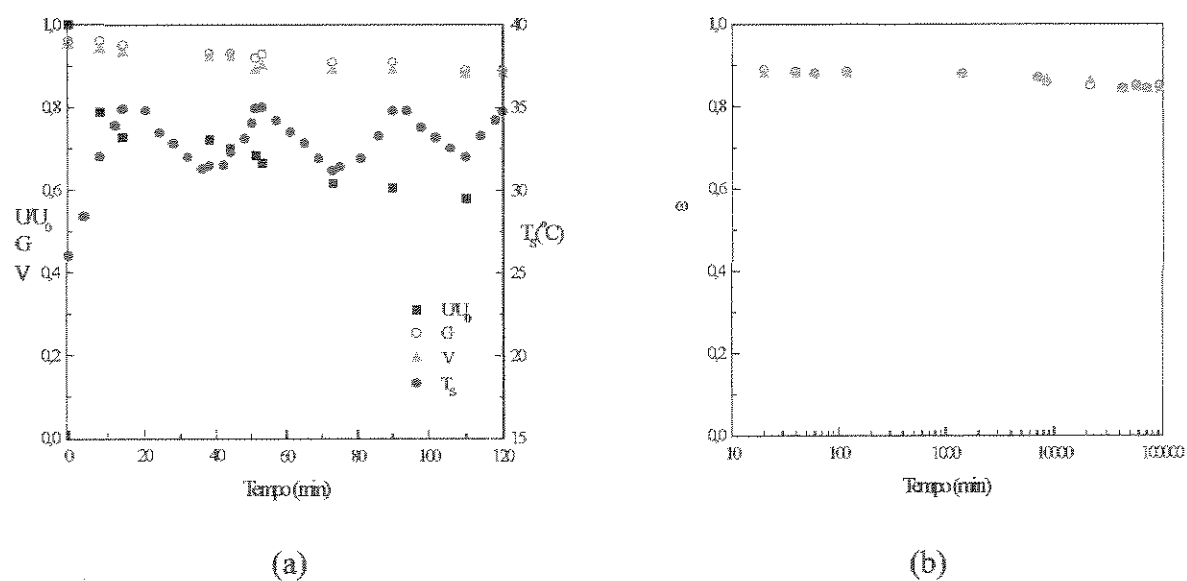 1,0
0,8
0,6
U/U₀
G
V
0,4
0,2
0,0
40
35
30
Tₛ(°C)
25
20
15
U/U₀
G
V
Tₛ
0
20
40
60
80
100
120
Tempo (min)
(a)
1,0
0,8
0,6
ω
0,4
0,2
0,0
10
100
1000
10000
100000
Tempo (min)
(b)